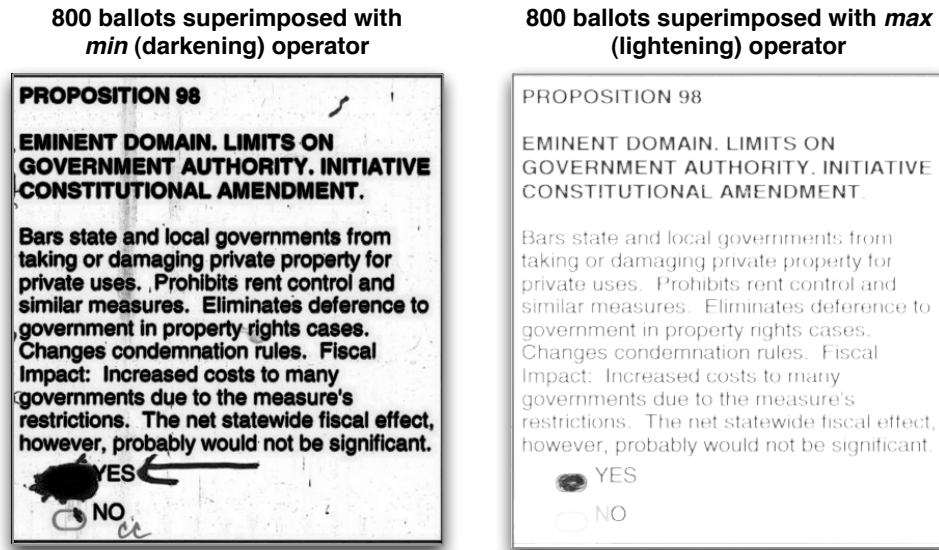 800 ballots superimposed with
min (darkening) operator
PROPOSITION 98
EMINENT DOMAIN. LIMITS ON
GOVERNMENT AUTHORITY. INITIATIVE
CONSTITUTIONAL AMENDMENT.
Bars state and local governments from
taking or damaging private property for
private uses. Prohibits rent control and
similar measures. Eliminates deference to
government in property rights cases.
Changes condemnation rules. Fiscal
Impact: Increased costs to many
governments due to the measure's
restrictions. The net statewide fiscal effect,
however, probably would not be significant.
YES
NO
cc
800 ballots superimposed with max
(lightening) operator
PROPOSITION 98
EMINENT DOMAIN. LIMITS ON
GOVERNMENT AUTHORITY. INITIATIVE
CONSTITUTIONAL AMENDMENT.
Bars state and local governments from
taking or damaging private property for
private uses. Prohibits rent control and
similar measures. Eliminates deference to
government in property rights cases.
Changes condemnation rules. Fiscal
Impact: Increased costs to many
governments due to the measure's
restrictions. The net statewide fiscal effect,
however, probably would not be significant.
YES
NO